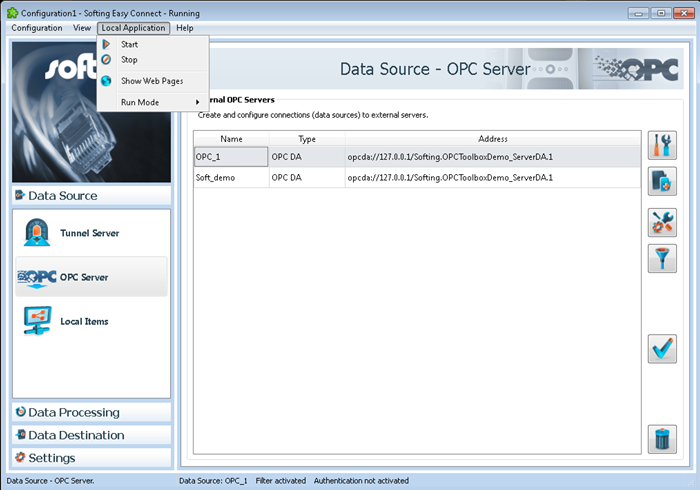 Configuration1 - Softing Easy Connect - Running
Configuration View Local Application Help
Start
Stop
Show Web Pages
Run Mode
soft
Data Source - OPC Server
OPC
rnal OPC Servers
Create and configure connections (data sources) to external servers.
Name Type Address
OPC_1 OPC DA opcda://127.0.0.1/Softing.OPCToolboxDemo_ServerDA.1
Soft_demo OPC DA opcda://127.0.0.1/Softing.OPCToolboxDemo_ServerDA.1
Data Source
Tunnel Server
OPC
OPC Server
Local Items
Data Processing
Data Destination
Settings
Data Source - OPC Server. Data Source: OPC_1 Filter activated Authentication not activated